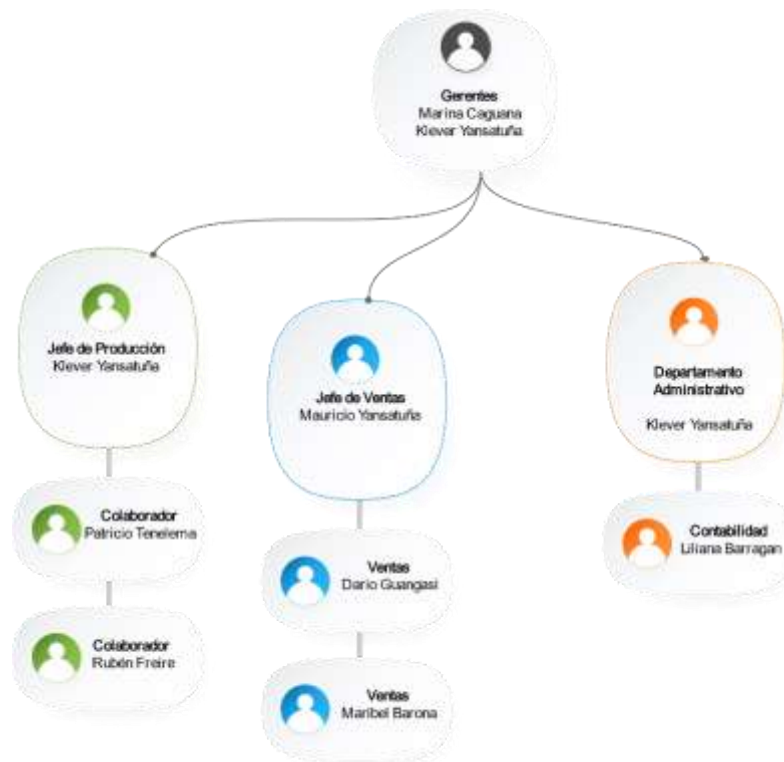 Gerentes
Marina Caguana
Klever Yansatuña
Jefe de Producción
Klever Yansatuña
Colaborador
Patricio Tenelema
Colaborador
Rubén Freire
Jefe de Ventas
Mauricio Yansatuña
Ventas
Dario Guangasi
Ventas
Maribel Barona
Departamento
Administrativo
Klever Yansatuña
Contabilidad
Liliana Barragan